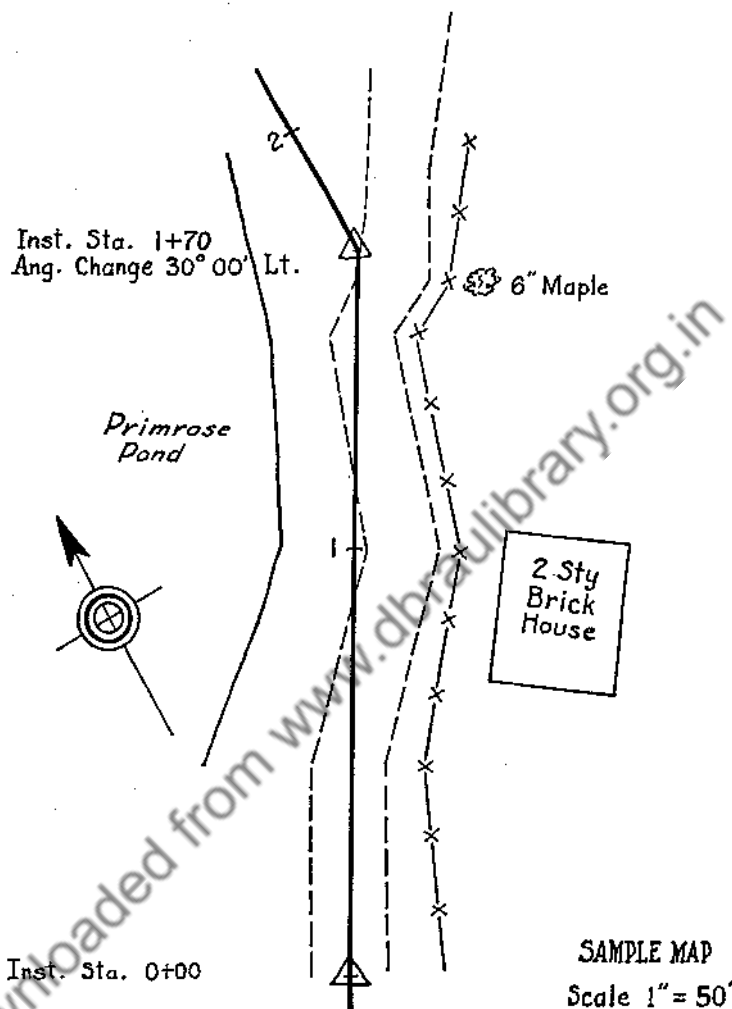 2
Inst. Sta. 1+70
Ang. Change 30° 00' Lt.
6" Maple
Primrose
Pond
1
2 Sty
Brick
House
Inst. Sta. 0+00
SAMPLE MAP
Scale 1" = 50'
wnloaded from www.dbraulibrary.org.in